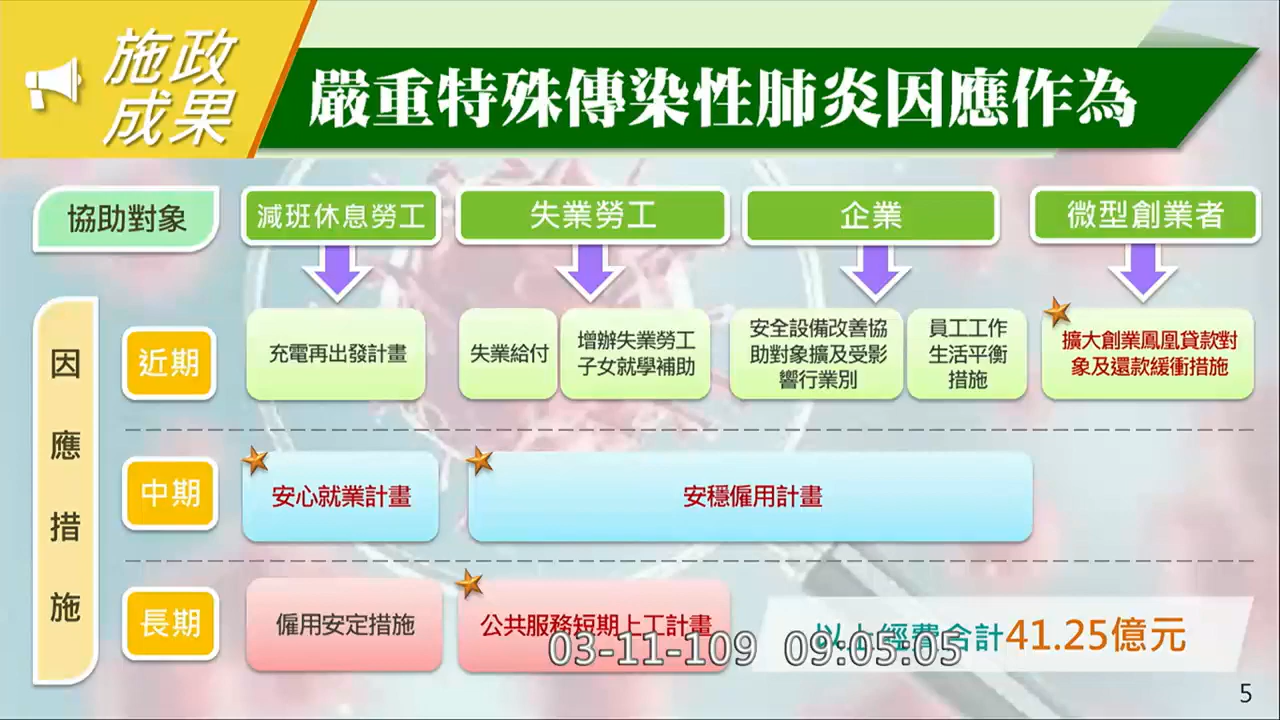 施政
成果
嚴重特殊傳染性肺炎因應作為
協助對象
減班休息勞工
失業勞工
企業
微型創業者
因應措施
近期
充電再出發計畫
失業給付
增辦失業勞工
子女就學補助
安全設備改善協
助對象擴及受影
響行業別
員工工作
生活平衡
措施
擴大創業鳳凰貸款對
象及還款緩衝措施
中期
安心就業計畫
安穩僱用計畫
長期
僱用安定措施
公共服務短期上工計畫
以上經費合計41.25億元
03-11-109 09:05:05
5